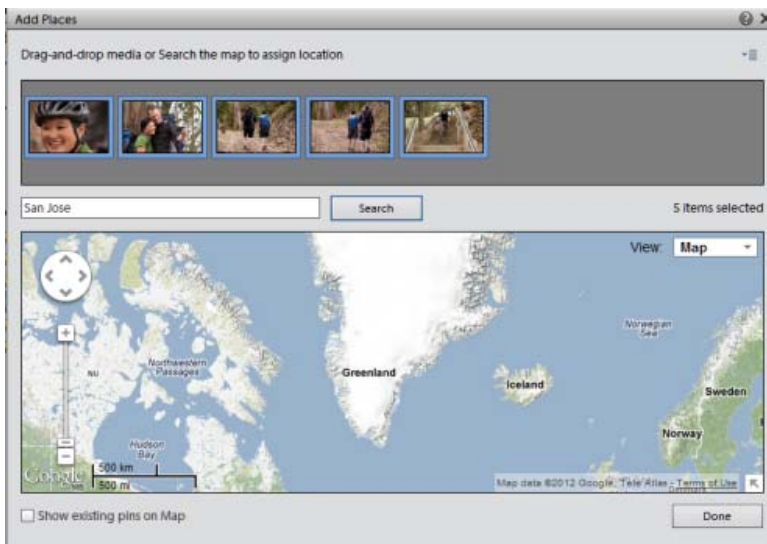 Add Places
Drag-and-drop media or Search the map to assign location
San Jose
Search
5 items selected
View:
Map
Norwegian
Sea
Northwestern
Passages
NU
Greenland
Iceland
Sweden
Norway
Hudson
Bay
500 km
500 mi
Google
Map data ©2012 Google, Tele Atlas - Terms of Use
Show existing pins on Map
Done